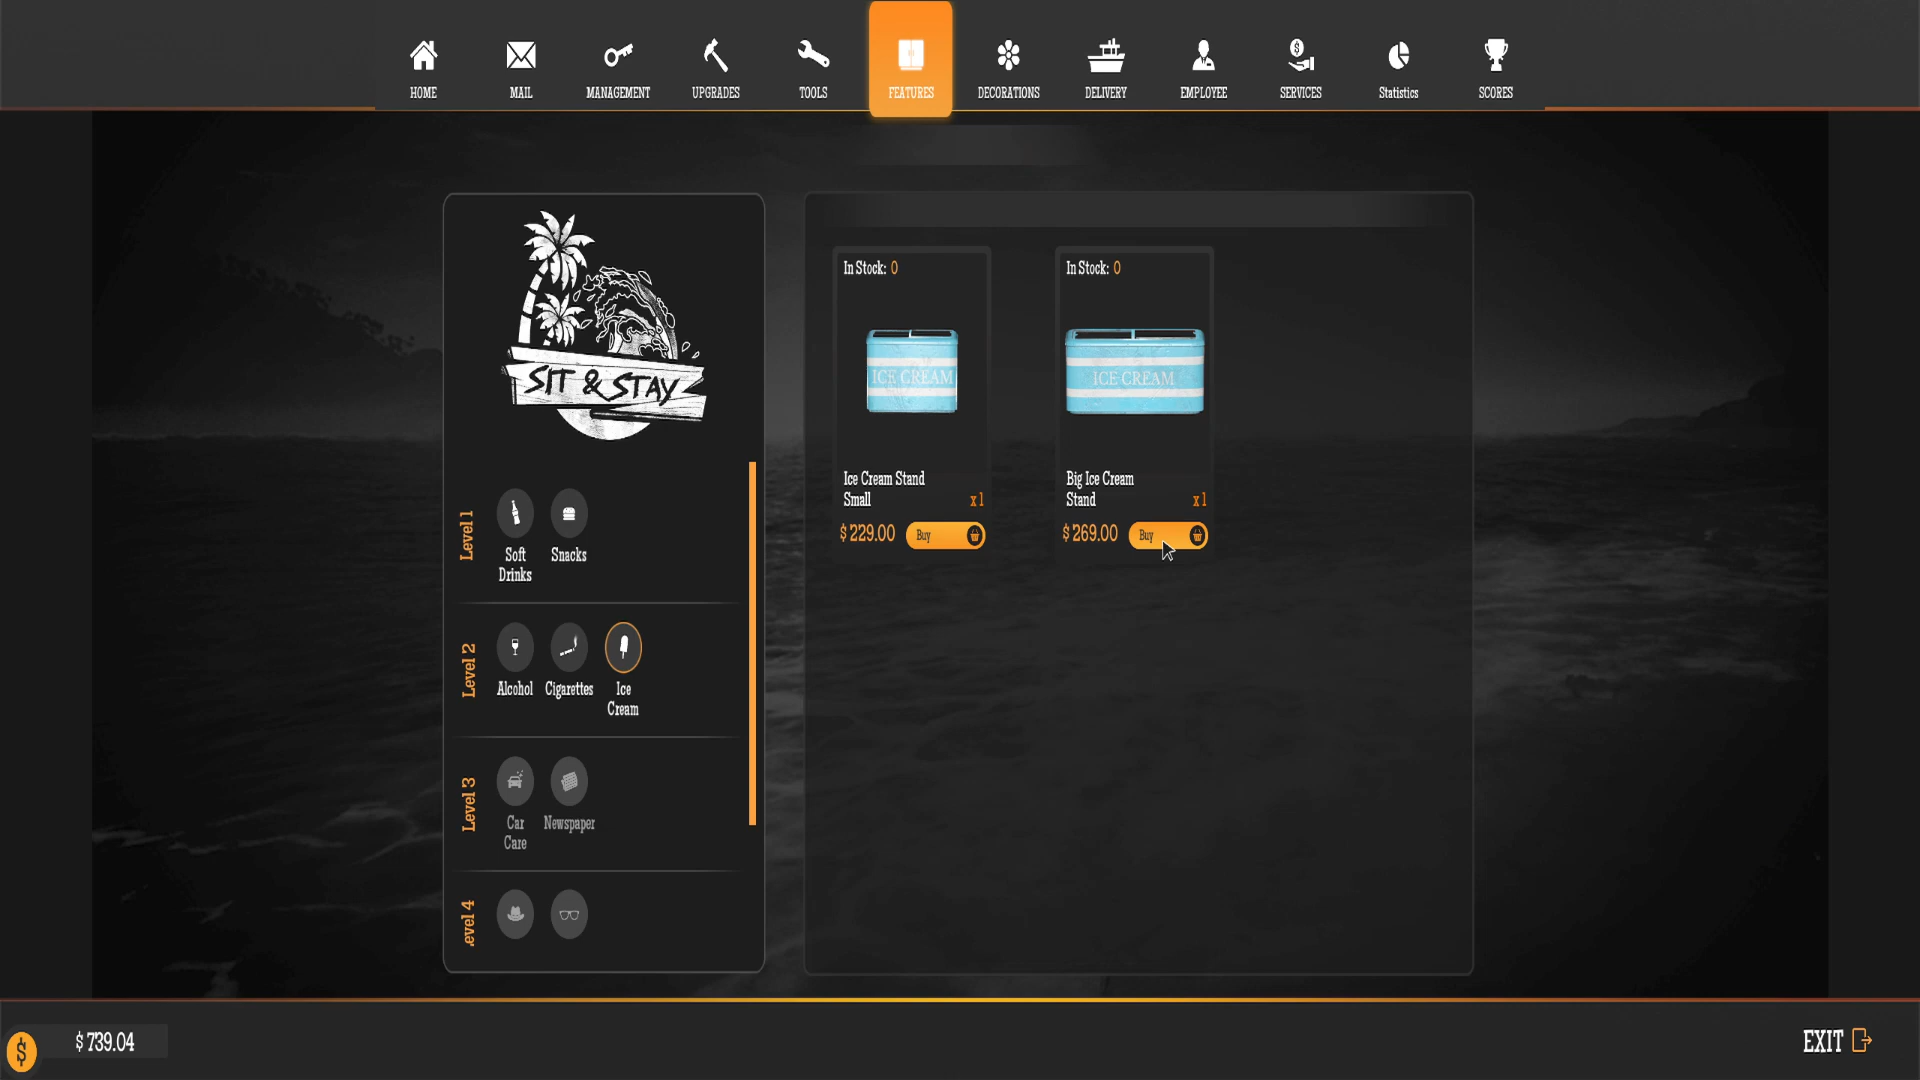 HOME
MAIL
MANAGEMENT
UPGRADES
TOOLS
FEATURES
DECORATIONS
DELIVERY
EMPLOYEE
SERVICES
Statistics
SCORES
SIT & STAY
Level 1
Soft
Drinks
Snacks
Level 2
Alcohol
Cigarettes
Ice
Cream
Level 3
Car
Care
Newspaper
evel 4
In Stock: 0
ICE CREAM
Ice Cream Stand
Small
x 1
$ 229.00
Buy
In Stock: 0
ICE CREAM
Big Ice Cream
Stand
x 1
$ 269.00
Buy
$ 739.04
EXIT